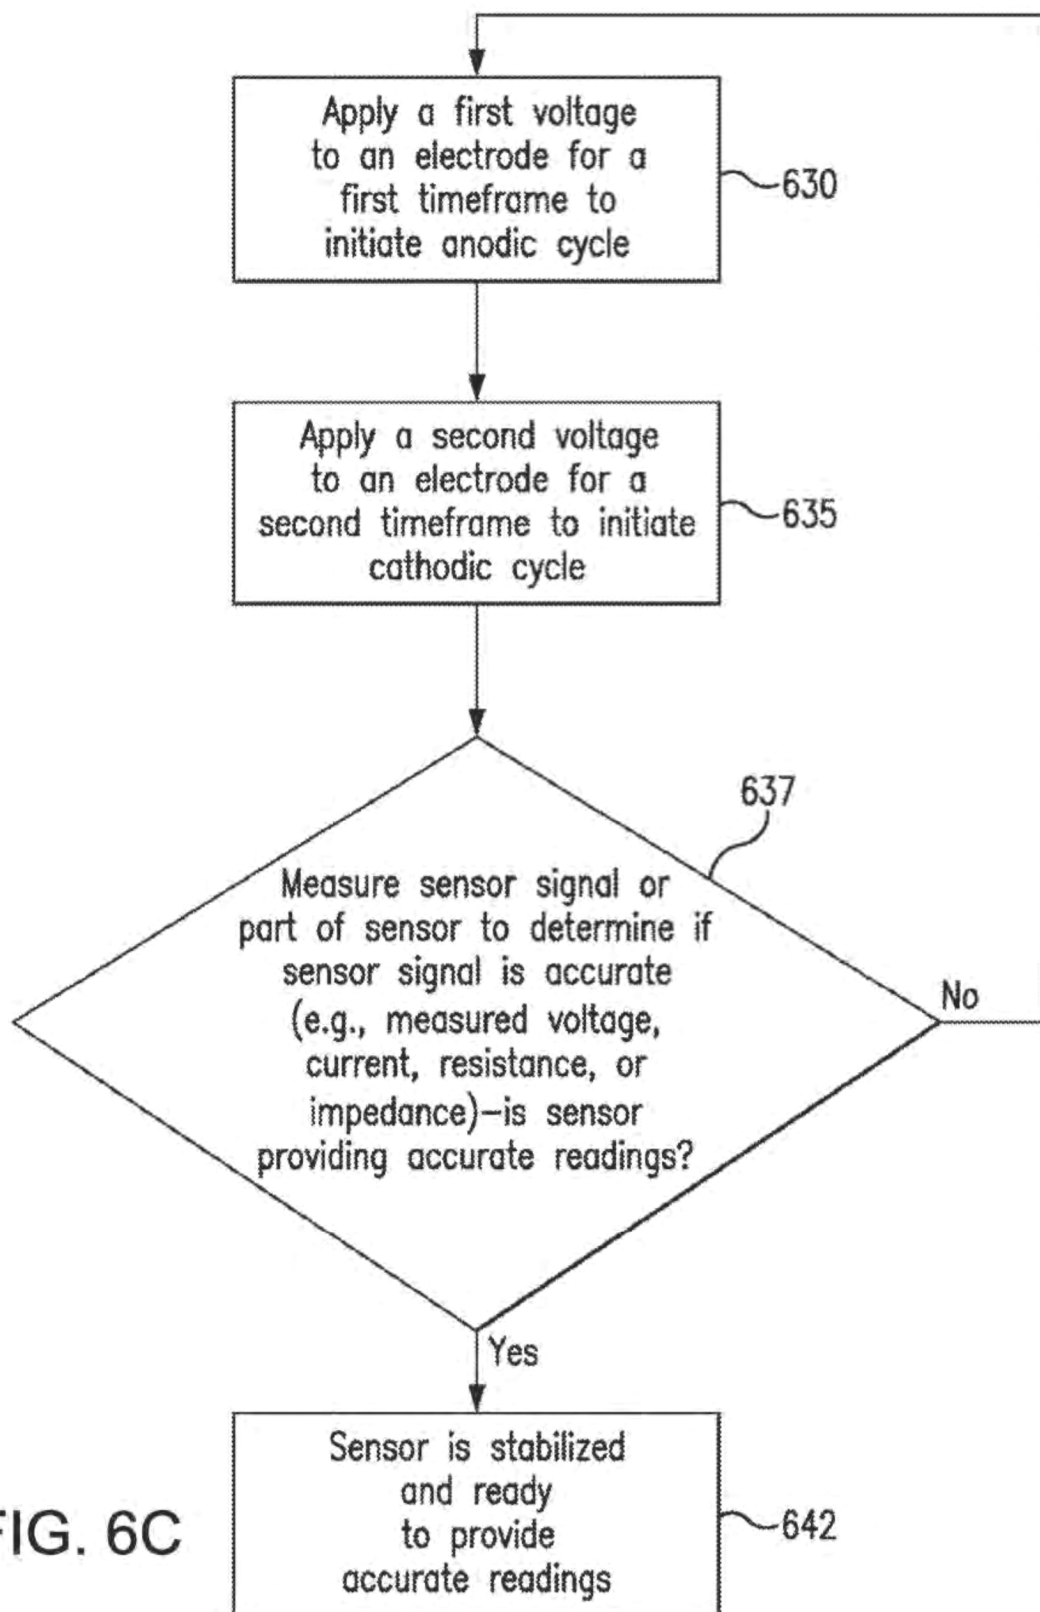 Apply a first voltage
to an electrode for a
first timeframe to
initiate anodic cycle
630
Apply a second voltage
to an electrode for a
second timeframe to initiate
cathodic cycle
635
637
Measure sensor signal or
part of sensor to determine if
sensor signal is accurate
(e.g., measured voltage,
current, resistance, or
impedance)–is sensor
providing accurate readings?
No
Yes
Sensor is stabilized
and ready
to provide
accurate readings
642
FIG. 6C